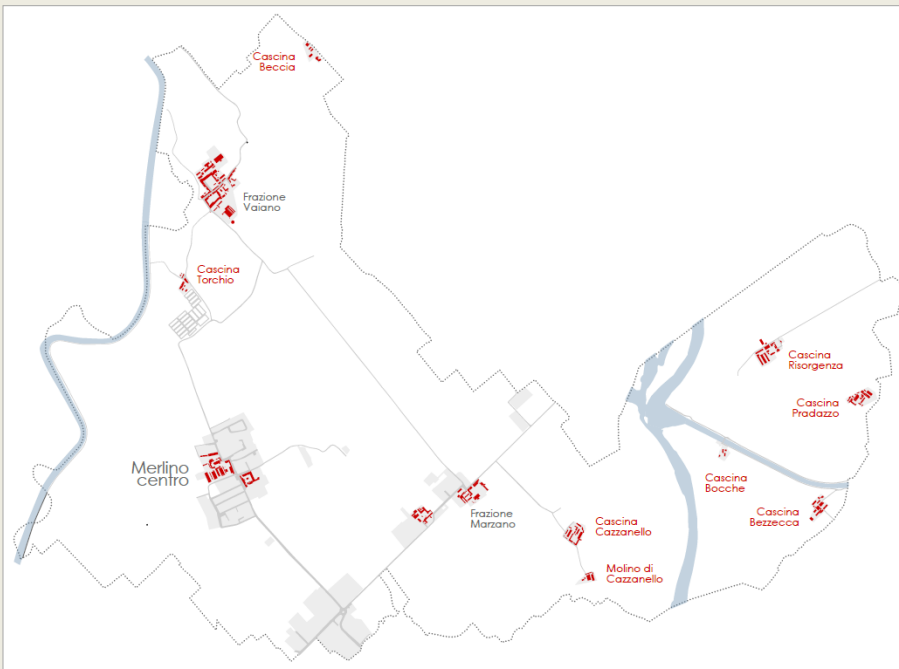 Cascina
Beccia
Frazione
Vaiano
Cascina
Torchio
Cascina
Risorgenza
Cascina
Pradazzo
Merlino
centro
Cascina
Bocche
Frazione
Marzano
Cascina
Bezzecca
Cascina
Cazzanello
Molino di
Cazzanello